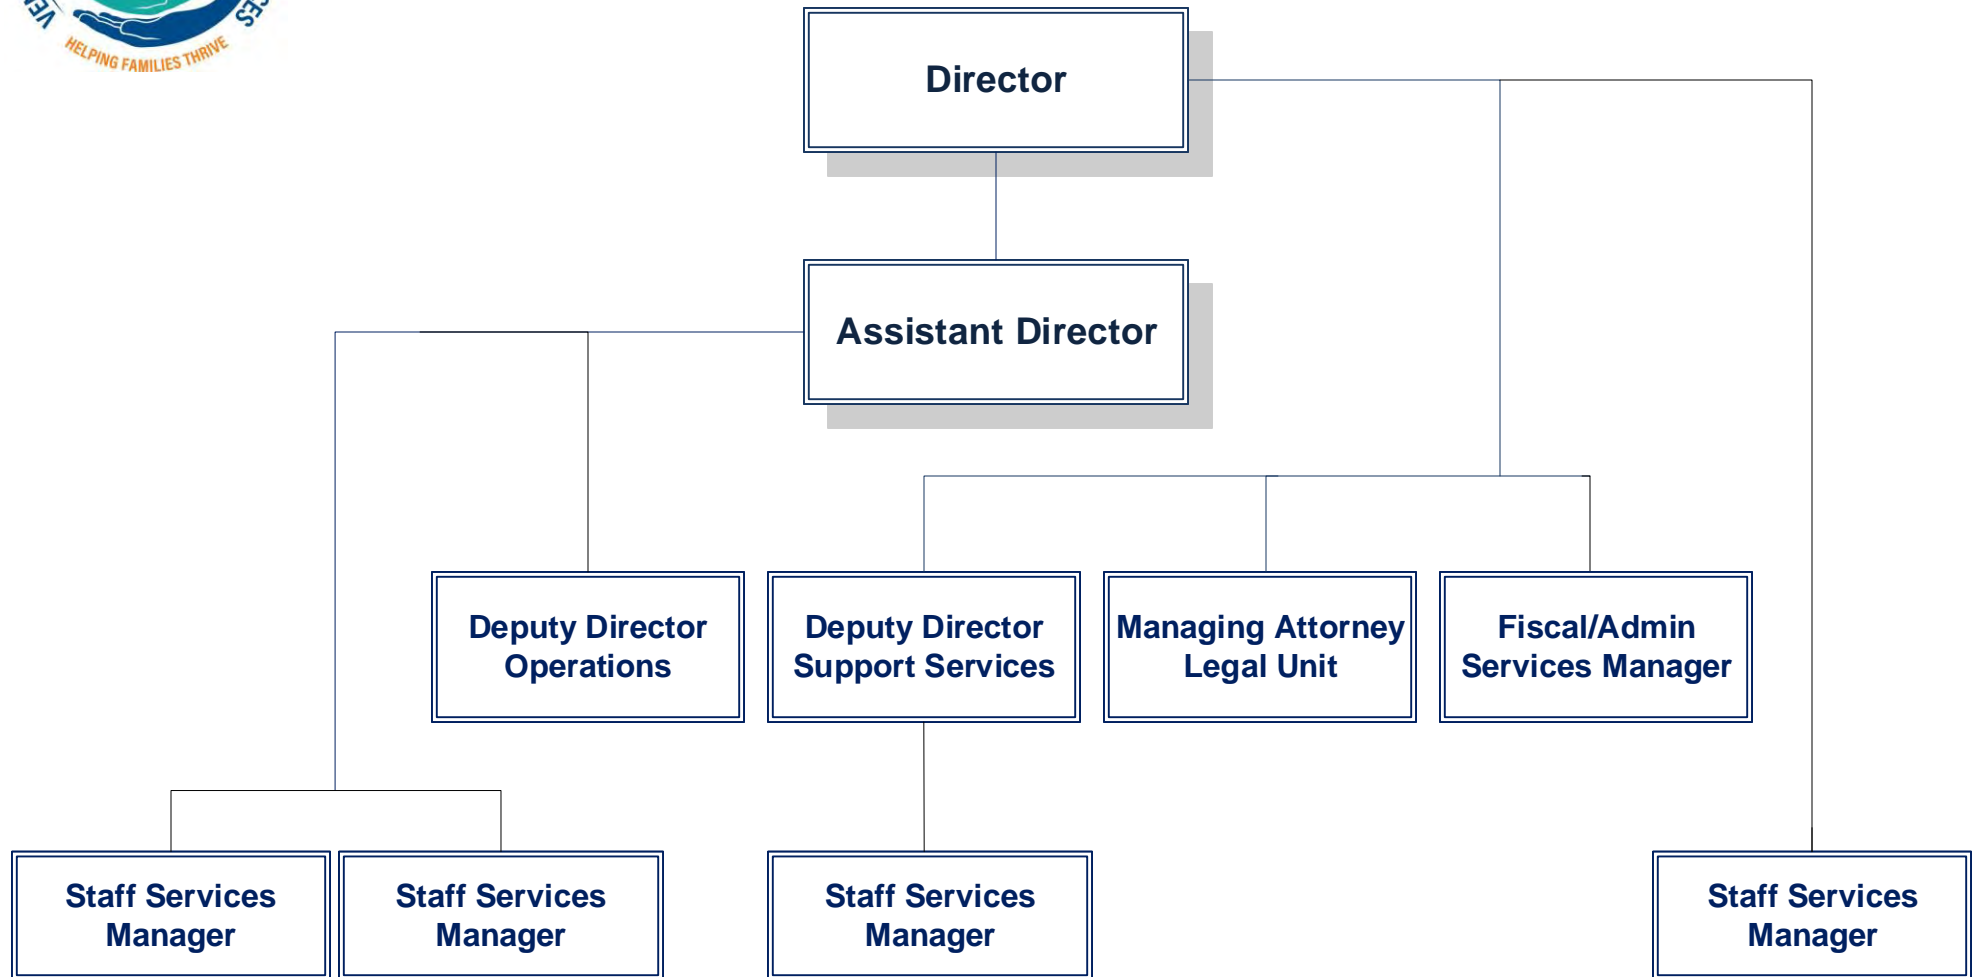 HELPING FAMILIES THRIVE
Director
Assistant Director
Deputy Director
Operations
Deputy Director
Support Services
Managing Attorney
Legal Unit
Fiscal/Admin
Services Manager
Staff Services
Manager
Staff Services
Manager
Staff Services
Manager
Staff Services
Manager